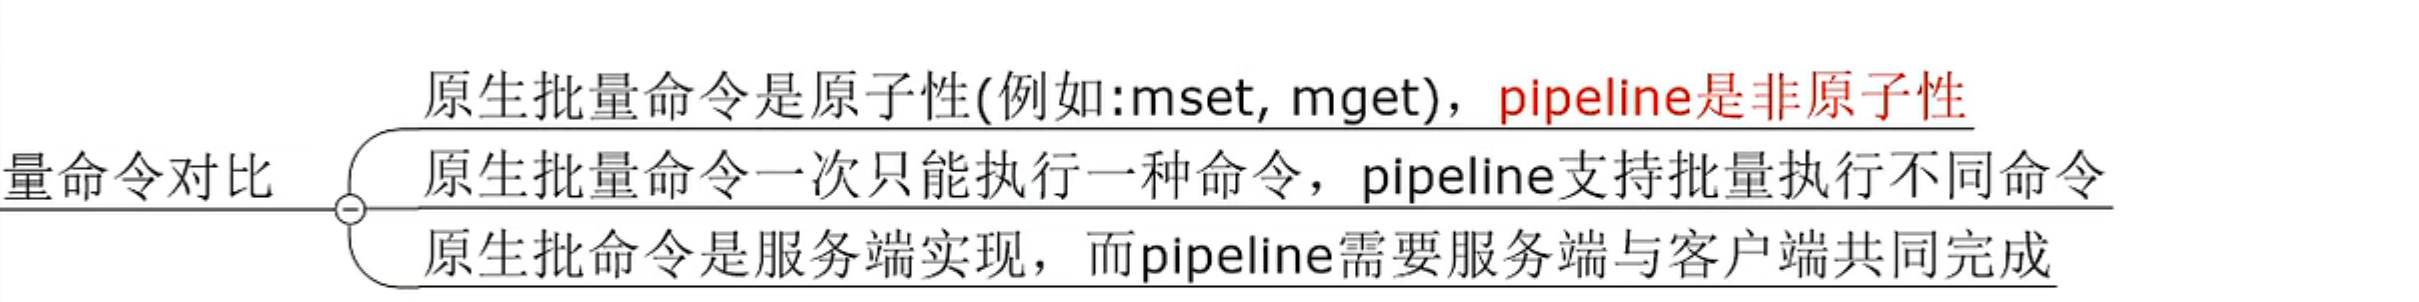 原生批量命令是原子性(例如:mset, mget)，pipeline是非原子性
量命令对比
原生批量命令一次只能执行一种命令，pipeline支持批量执行不同命令
原生批命令是服务端实现，而pipeline需要服务端与客户端共同完成